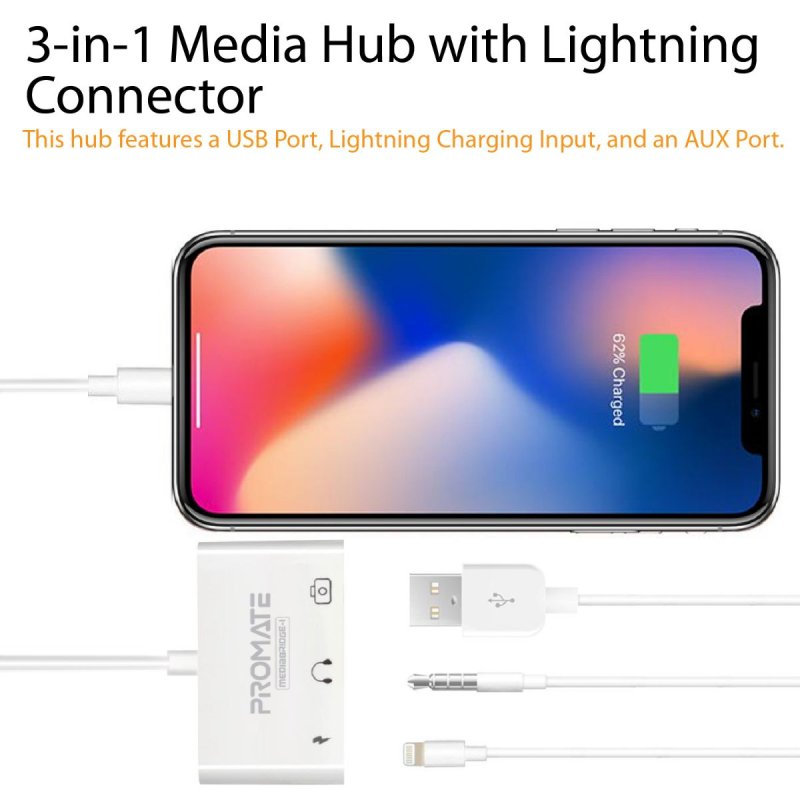 3-in-1 Media Hub with Lightning
Connector
This hub features a USB Port, Lightning Charging Input, and an AUX Port.
62% Charged
PROMATE
MEDIABRIDGE-I